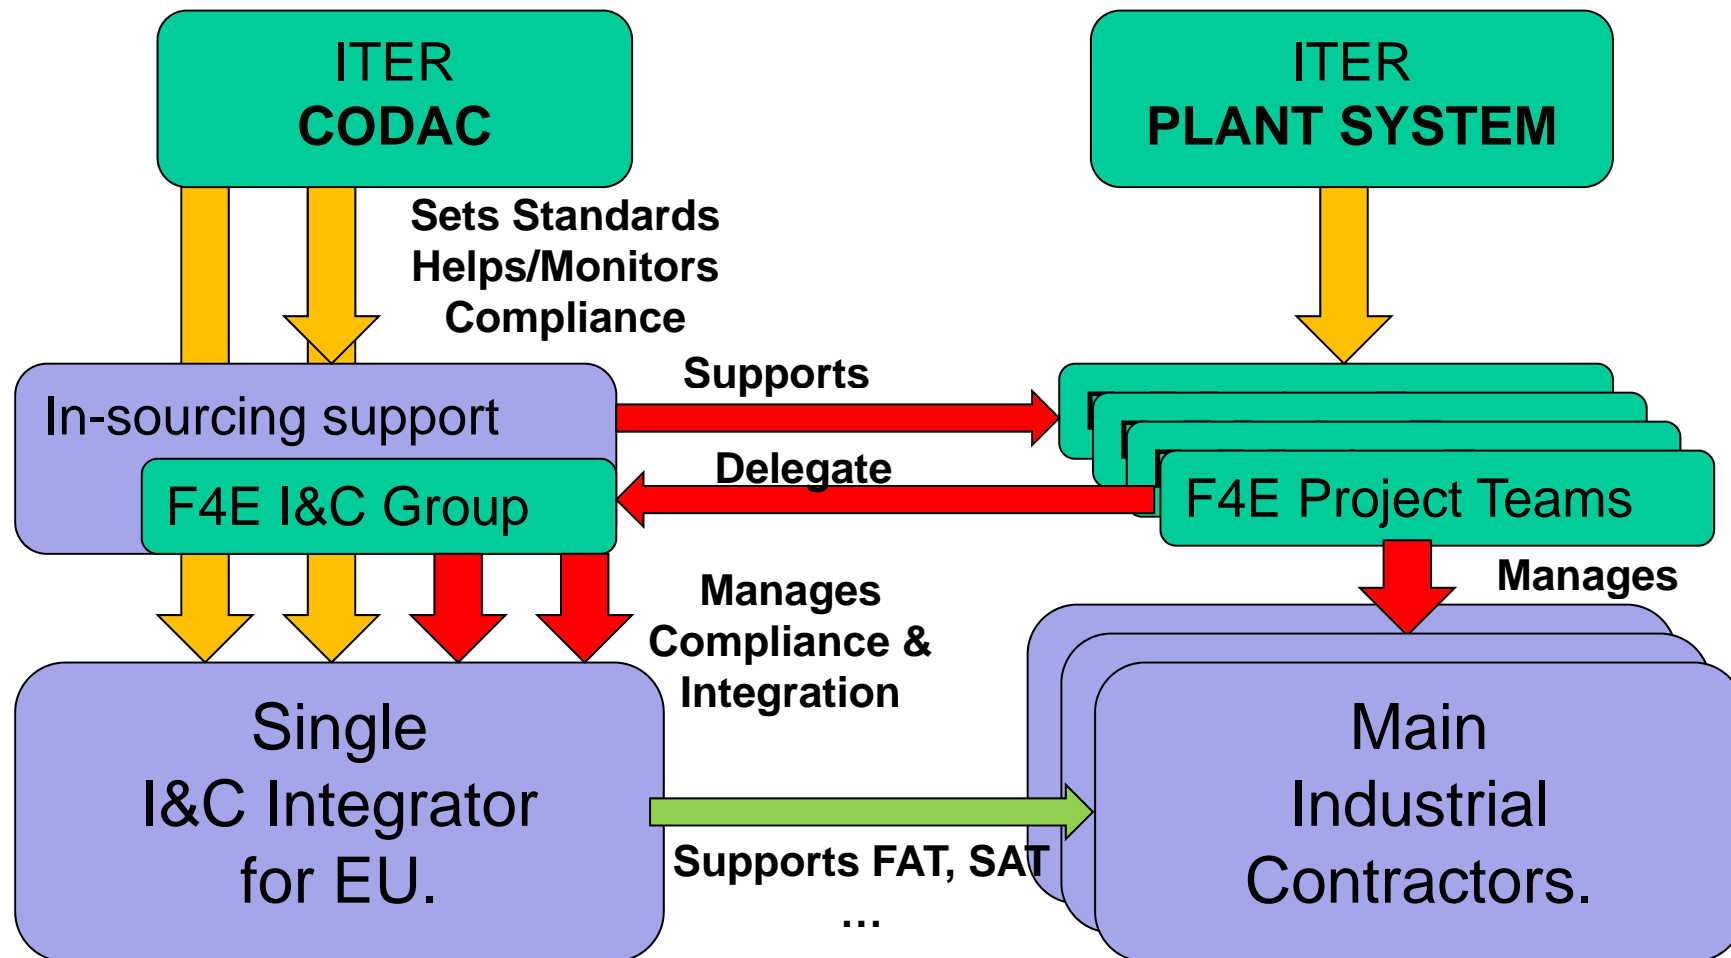 ITER
CODAC
ITER
PLANT SYSTEM
Sets Standards
Helps/Monitors
Compliance
In-sourcing support
Supports
Delegate
F4E I&C Group
F4E Project Teams
Manages
Compliance &
Integration
Manages
Single
I&C Integrator
for EU.
Supports FAT, SAT
…
Main
Industrial
Contractors.